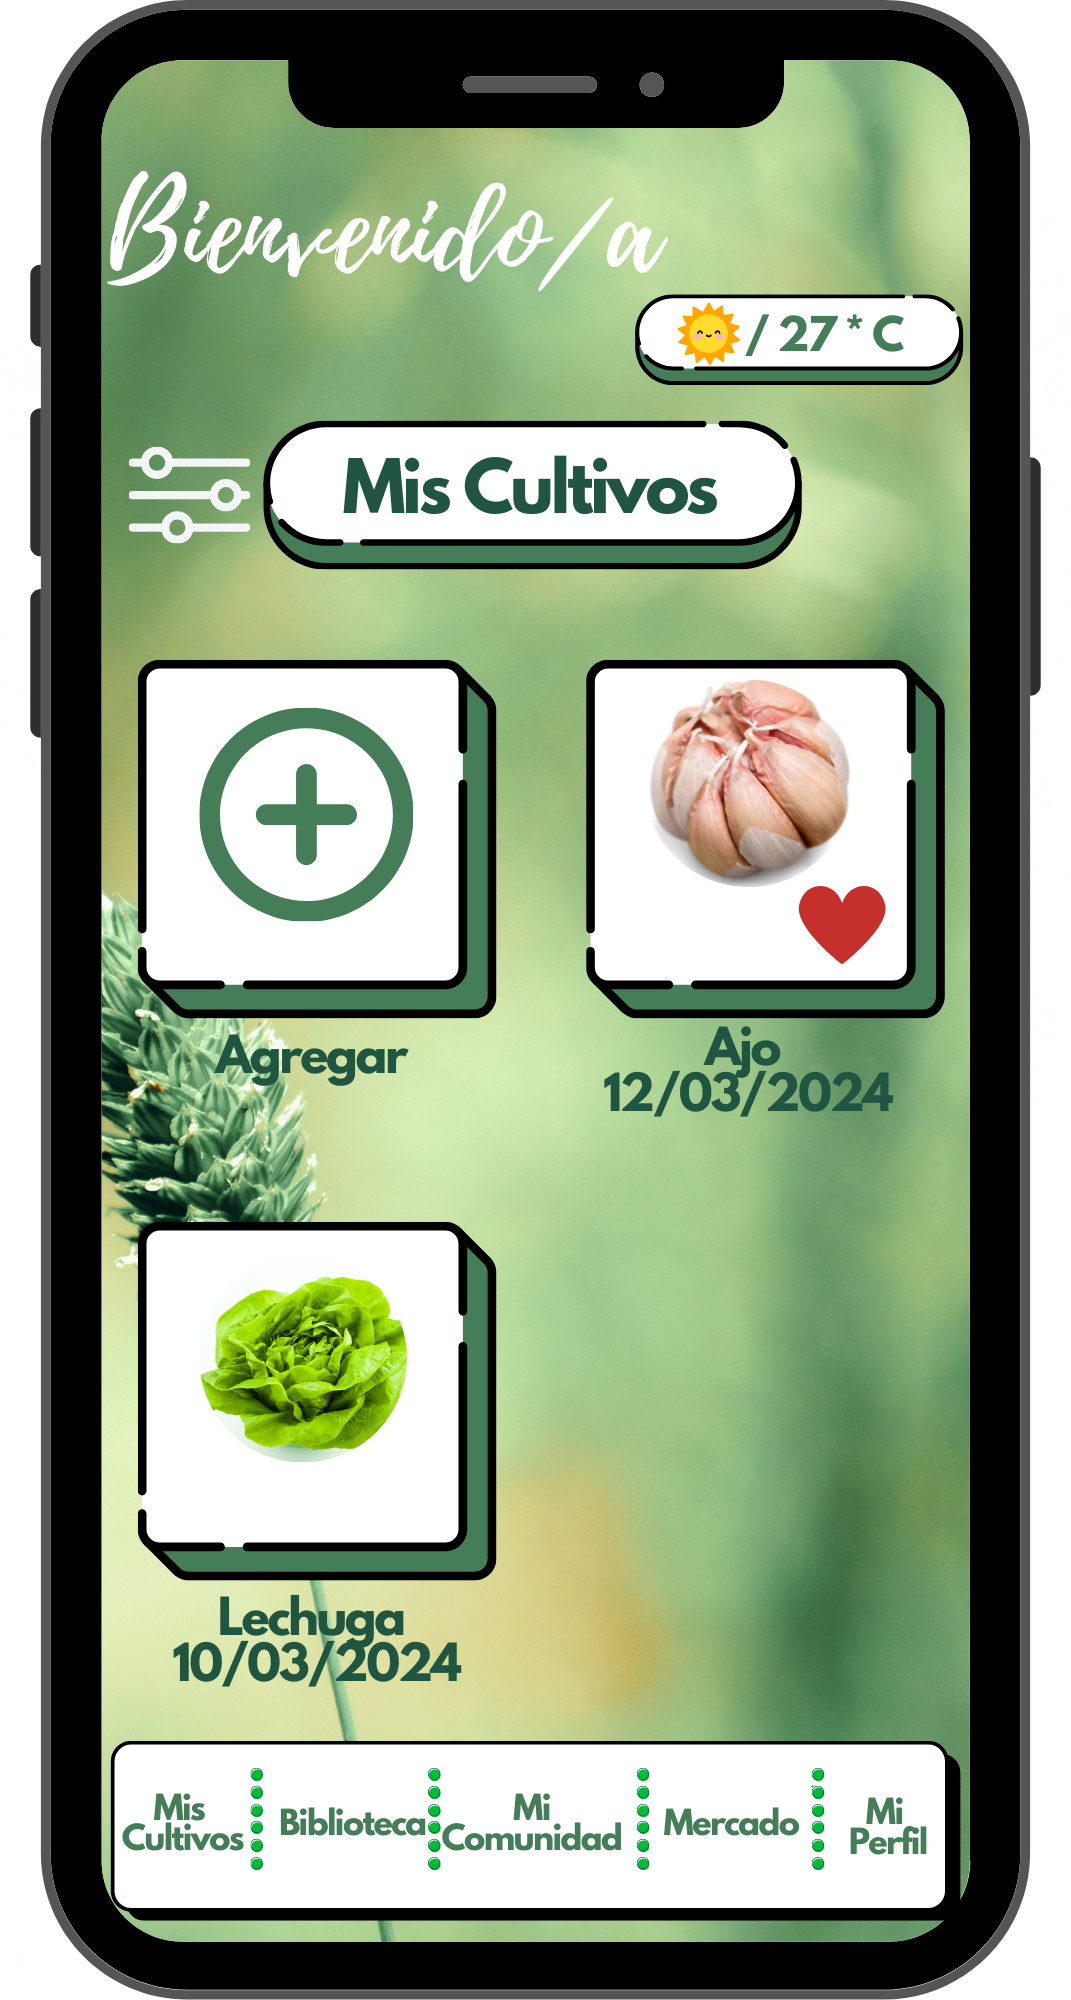 Bienvenido/a
/ 27 * C
Mis Cultivos
Agregar
Ajo
12/03/2024
Lechuga
10/03/2024
Mis
Cultivos
Biblioteca
Mi
Comunidad
Mercado
Mi
Perfil